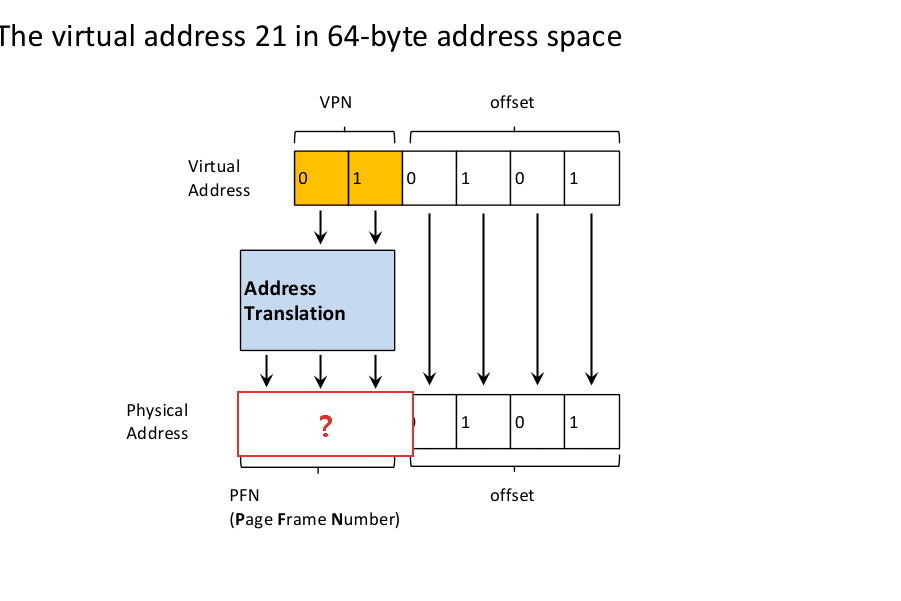 The virtual address 21 in 64-byte address space
VPN offset
Virtual
Address
0 1 0 1 0 1
Address
Translation
Physical
Address
? 1 0 1
PFN offset
(Page Frame Number)